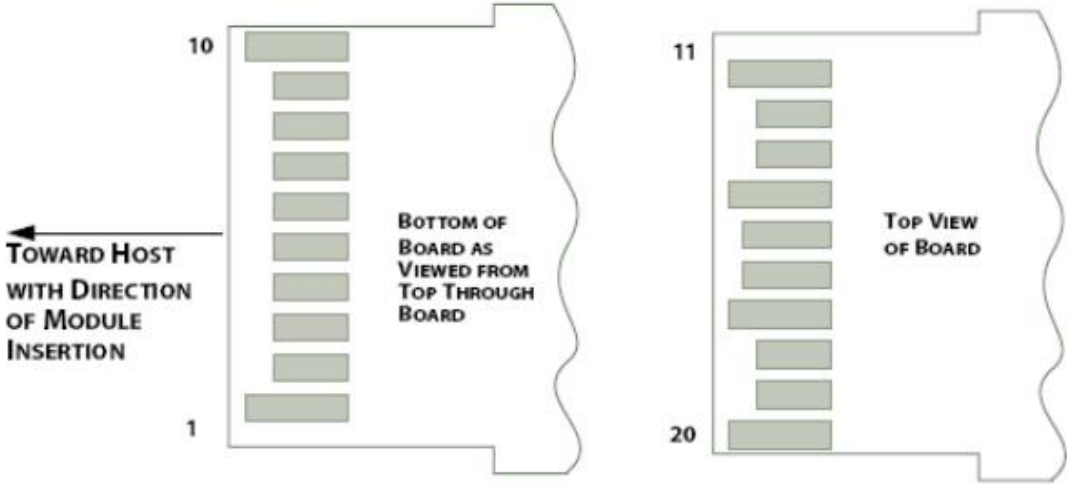 10
BOTTOM OF
BOARD AS
VIEWED FROM
TOP THROUGH
BOARD
TOWARD HOST
WITH DIRECTION
OF MODULE
INSERTION
1
11
TOP VIEW
OF BOARD
20